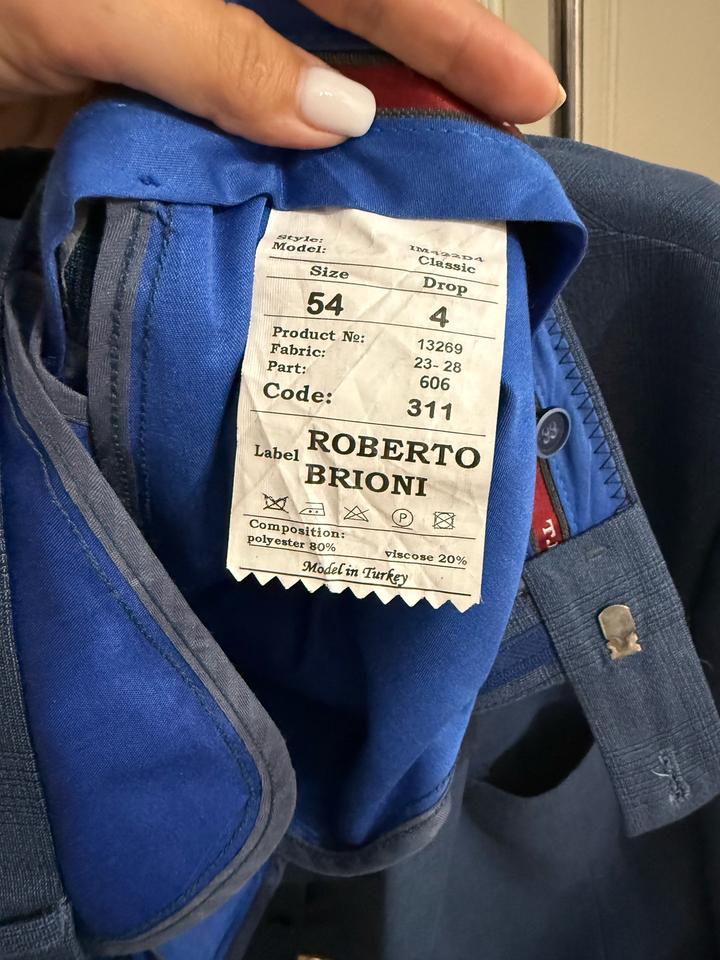 Style: IM422D4
Model: Classic
Size Drop
54 4
Product №: 13269
Fabric: 23- 28
Part: 606
Code: 311
Label ROBERTO
BRIONI
P
Composition:
polyester 80% viscose 20%
Model in Turkey